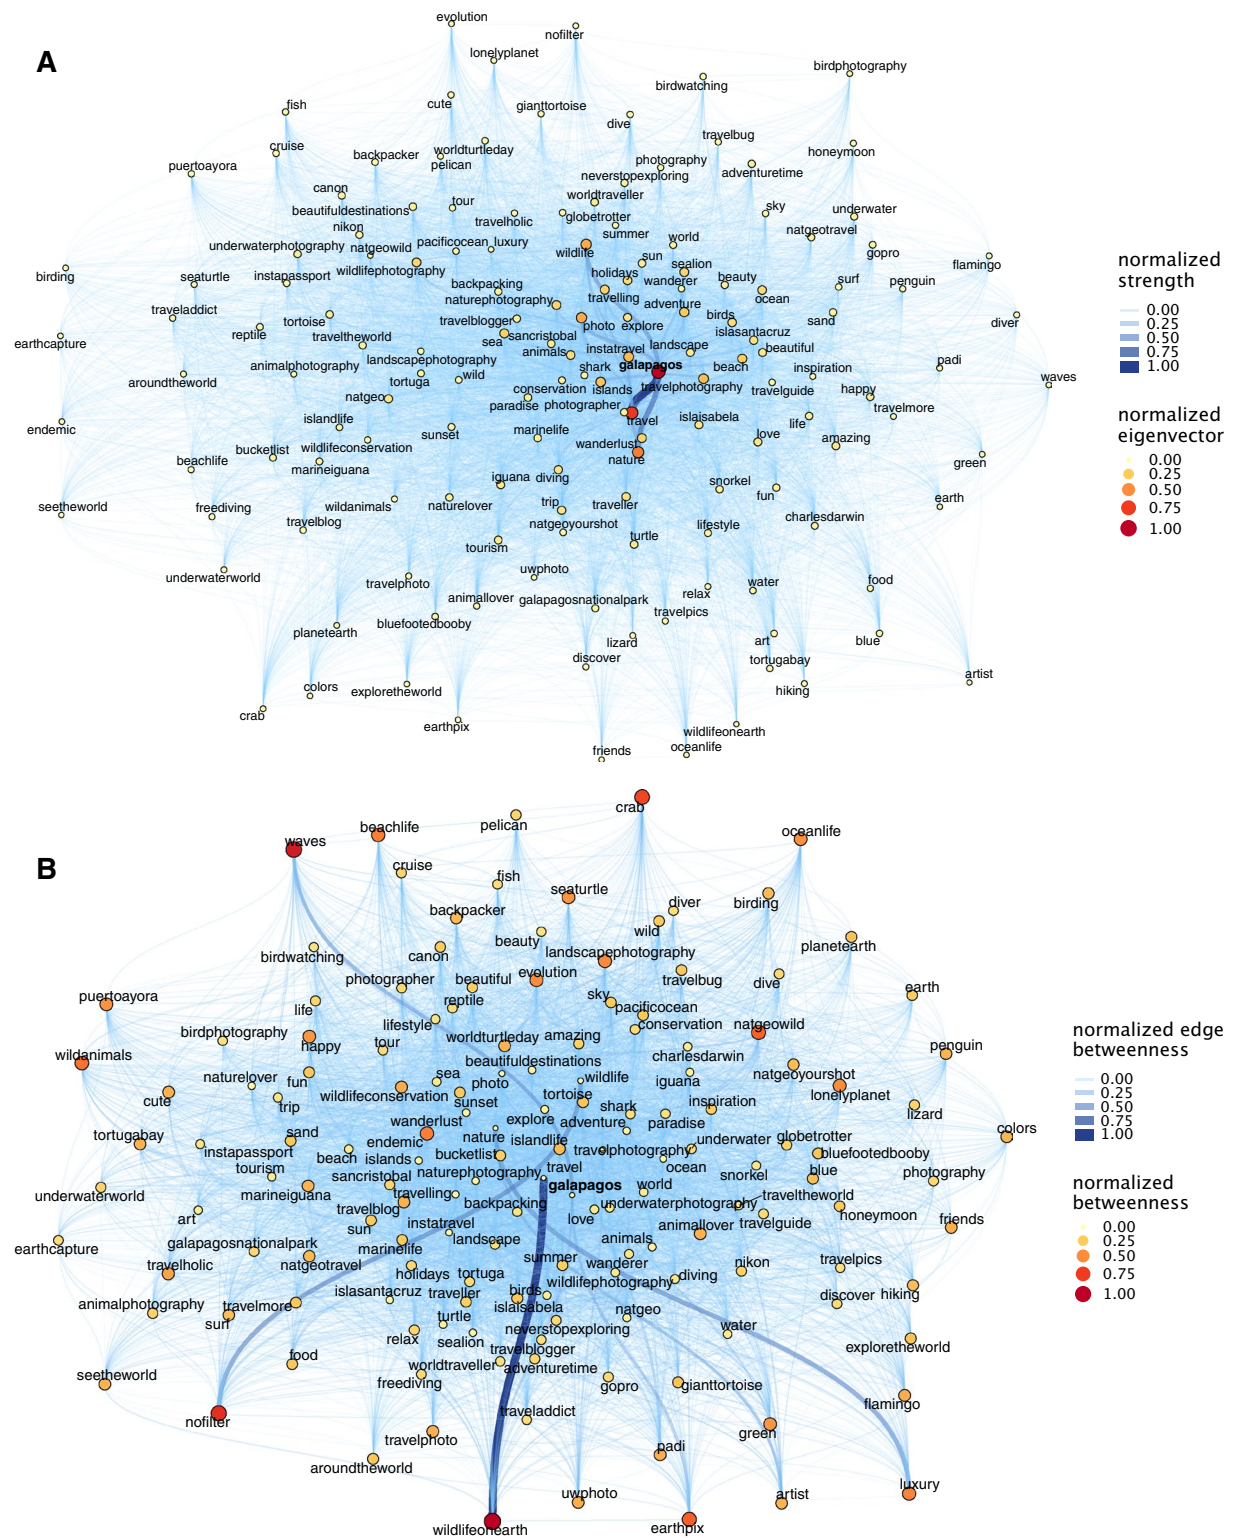 A
evolution
nofilter
lonelyplanet
birdphotography
birdwatching
fish
cute
gianttortoise
dive
travelbug
cruise
backpacker
worldturtleday
pelican
photography
honeymoon
puertoayora
neverstopexploring
adventuretime
canon
worldtraveller
beautifuldestinations
tour
travelholic
globetrotter
sky
underwater
nikon
summer
natgeotravel
underwaterphotography
natgeowild
pacificocean
luxury
wildlife
world
gopro
birding
seaturtle
instapassport
wildlifephotography
sun
sealion
flamingo
holidays
wanderer
beauty
surf
penguin
backpacking
naturephotography
travelling
adventure
ocean
traveladdict
tortoise
travelblogger
photo
explore
birds
sand
diver
earthcapture
reptile
traveltheworld
sea
sancristobal
islasantacruz
animals
instatravel
landscape
beautiful
landscapephotography
shark
galapagos
beach
inspiration
padi
aroundtheworld
animalphotography
tortuga
wild
conservation
islands
travelphotography
travelguide
happy
waves
natgeo
paradise
photographer
travelmore
endemic
islandlife
sunset
marinelife
travel
islaisabela
life
beachlife
bucketlist
wildlifeconservation
wanderlust
love
amazing
marineiguana
nature
green
seetheworld
freediving
wildanimals
naturelover
iguana
diving
snorkel
fun
earth
travelblog
trip
traveller
natgeoyourshot
lifestyle
charlesdarwin
tourism
turtle
underwaterworld
travelphoto
uwphoto
water
food
animallover
galapagosnationalpark
relax
planetearth
bluefootedbooby
travelpics
lizard
art
blue
discover
tortugabay
artist
colors
exploretheworld
hiking
crab
earthpix
wildlifeonearth
friends
oceanlife
normalized
strength
0.00
0.25
0.50
0.75
1.00
normalized
eigenvector
0.00
0.25
0.50
0.75
1.00
B
crab
waves
beachlife
pelican
oceanlife
cruise
fish
seaturtle
backpacker
diver
birding
wild
beauty
planetearth
birdwatching
canon
landscapephotography
photographer
beautiful
evolution
travelbug
dive
earth
puertoayora
life
reptile
sky
pacificocean
lifestyle
conservation
natgeowild
birdphotography
happy
tour
worldturtleday
amazing
charlesdarwin
penguin
wildanimals
beautifuldestinations
natgeoyourshot
naturelover
fun
sea
photo
wildlife
iguana
lonelyplanet
cute
trip
wildlifeconservation
sunset
tortoise
shark
inspiration
lizard
wanderlust
explore
adventure
paradise
tortugabay
sand
endemic
nature
islandlife
underwater
globetrotter
colors
instapassport
beach
islands
bucketlist
travelphotography
bluefootedbooby
tourism
sancristobal
naturephotography
travel
ocean
snorkel
blue
photography
underwaterworld
marineiguana
travelling
galapagos
world
traveltheworld
art
travelblog
backpacking
underwaterphotography
honeymoon
sun
instatravel
love
animallover
travelguide
friends
earthcapture
galapagosnationalpark
marinelife
landscape
animals
travelholic
natgeotravel
summer
wanderer
nikon
travelpics
holidays
tortuga
wildlifephotography
diving
animalphotography
travelmore
islasantacruz
traveller
birds
discover
hiking
surf
turtle
islaisabela
natgeo
water
relax
sealion
neverstopexploring
exploretheworld
food
worldtraveller
travelblogger
seetheworld
freediving
adventuretime
gopro
gianttortoise
flamingo
nofilter
traveladdict
green
travelphoto
padi
aroundtheworld
luxury
uwphoto
artist
wildlifeonearth
earthpix
normalized edge
betweenness
0.00
0.25
0.50
0.75
1.00
normalized
betweenness
0.00
0.25
0.50
0.75
1.00